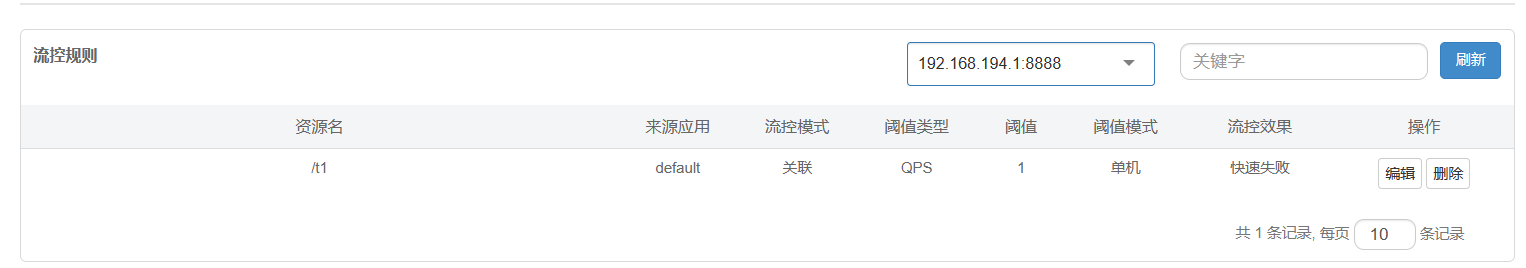 流控规则 192.168.194.1:8888 关键字 刷新
资源名 来源应用 流控模式 阈值类型 阈值 阈值模式 流控效果 操作
/t1 default 关联 QPS 1 单机 快速失败 编辑 删除
共 1 条记录, 每页 10 条记录